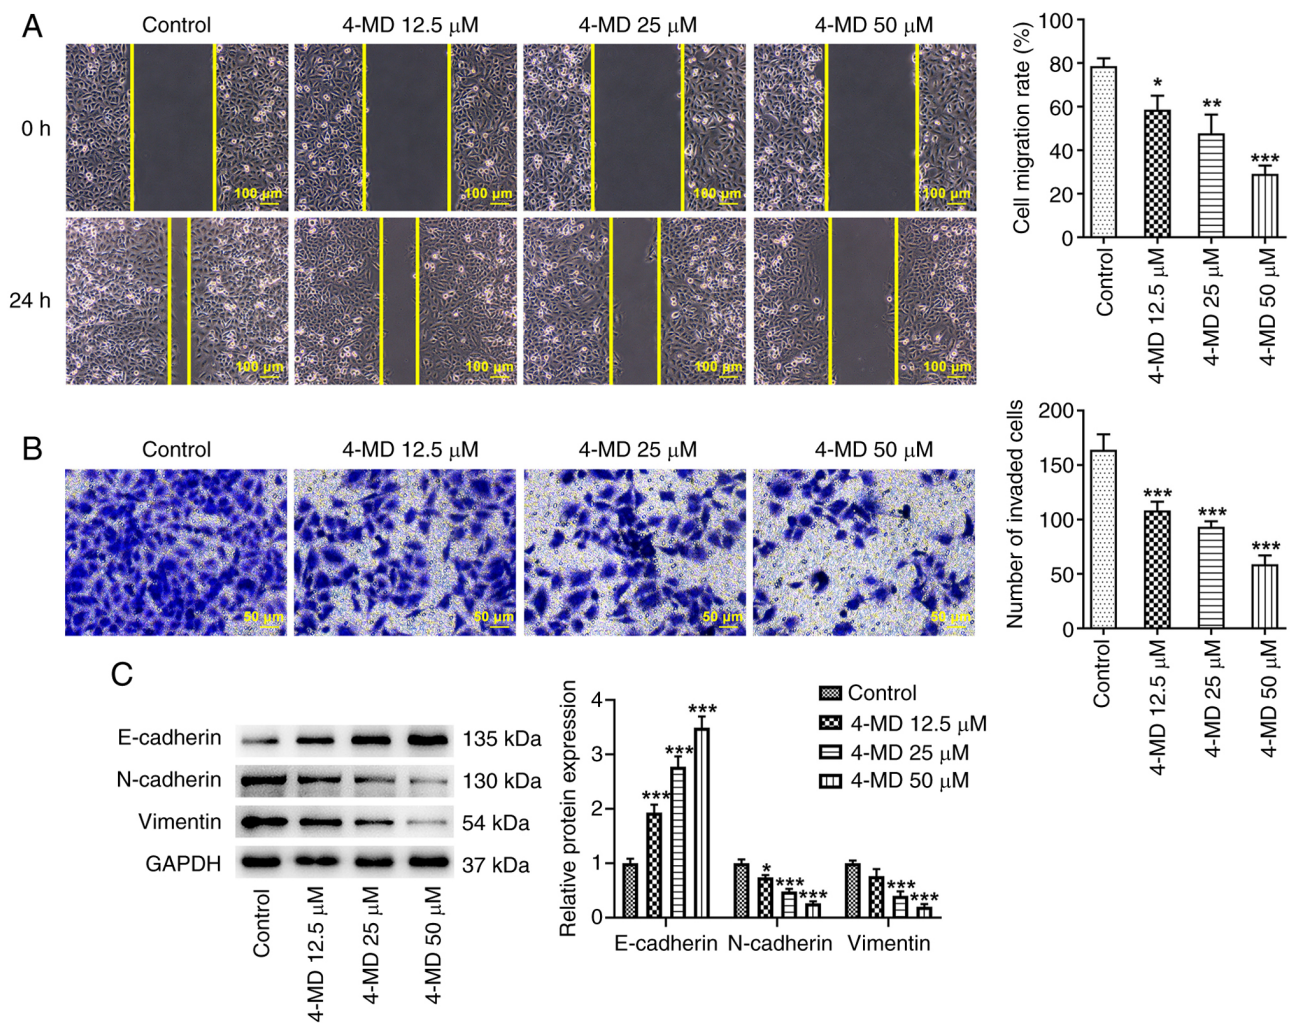 A
Control
4-MD 12.5 μM
4-MD 25 μM
4-MD 50 μM
0 h
100 μm
100 μm
100 μm
100 μm
24 h
100 μm
100 μm
100 μm
100 μm
Cell migration rate (%)
100
80
60
40
20
0
*
**
***
Control
4-MD 12.5 μM
4-MD 25 μM
4-MD 50 μM
B
Control
4-MD 12.5 μM
4-MD 25 μM
4-MD 50 μM
50 μm
50 μm
50 μm
50 μm
Number of invaded cells
200
150
100
50
0
***
***
***
Control
4-MD 12.5 μM
4-MD 25 μM
4-MD 50 μM
C
E-cadherin
135 kDa
N-cadherin
130 kDa
Vimentin
54 kDa
GAPDH
37 kDa
Control
4-MD 12.5 μM
4-MD 25 μM
4-MD 50 μM
Relative protein expression
4
3
2
1
0
***
***
***
*
***
***
***
***
E-cadherin
N-cadherin
Vimentin
Control
4-MD 12.5 μM
4-MD 25 μM
4-MD 50 μM